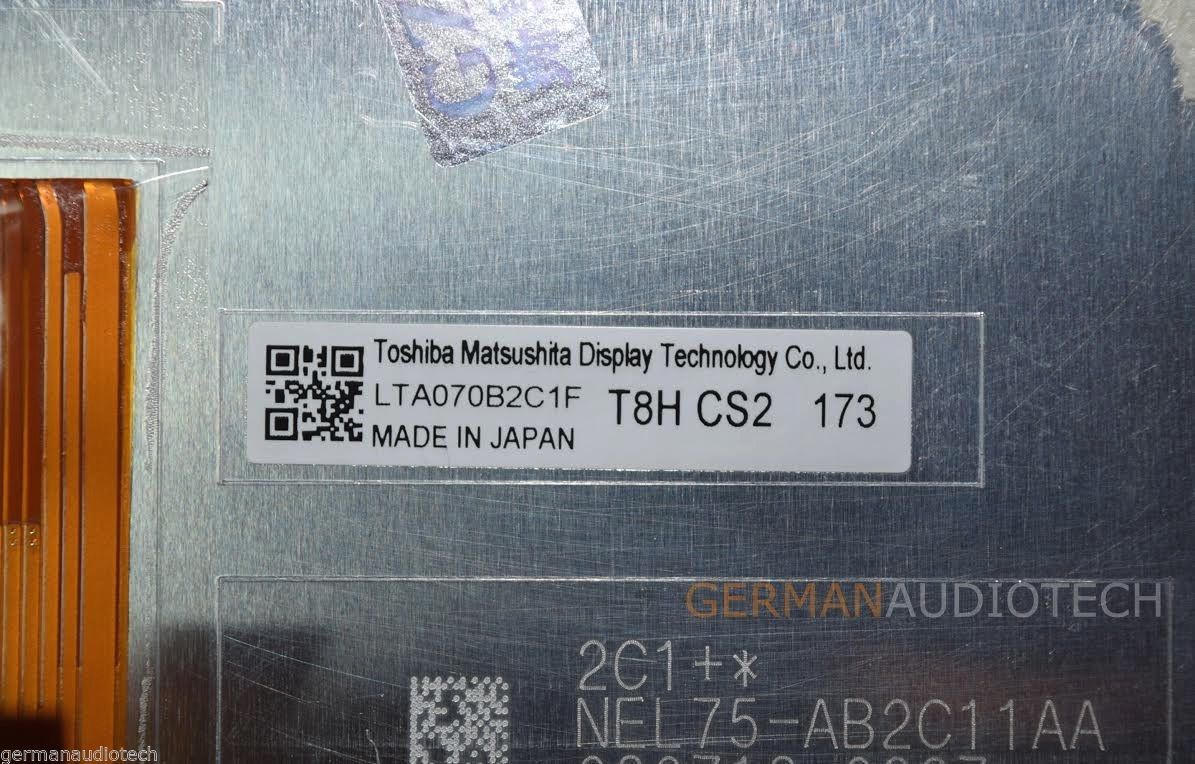 Toshiba Matsushita Display Technology Co., Ltd.
LTA070B2C1F T8H CS2 173
MADE IN JAPAN
GERMANAUDIOTECH
2C1+*
NEL75-AB2C11AA
germanaudiotech